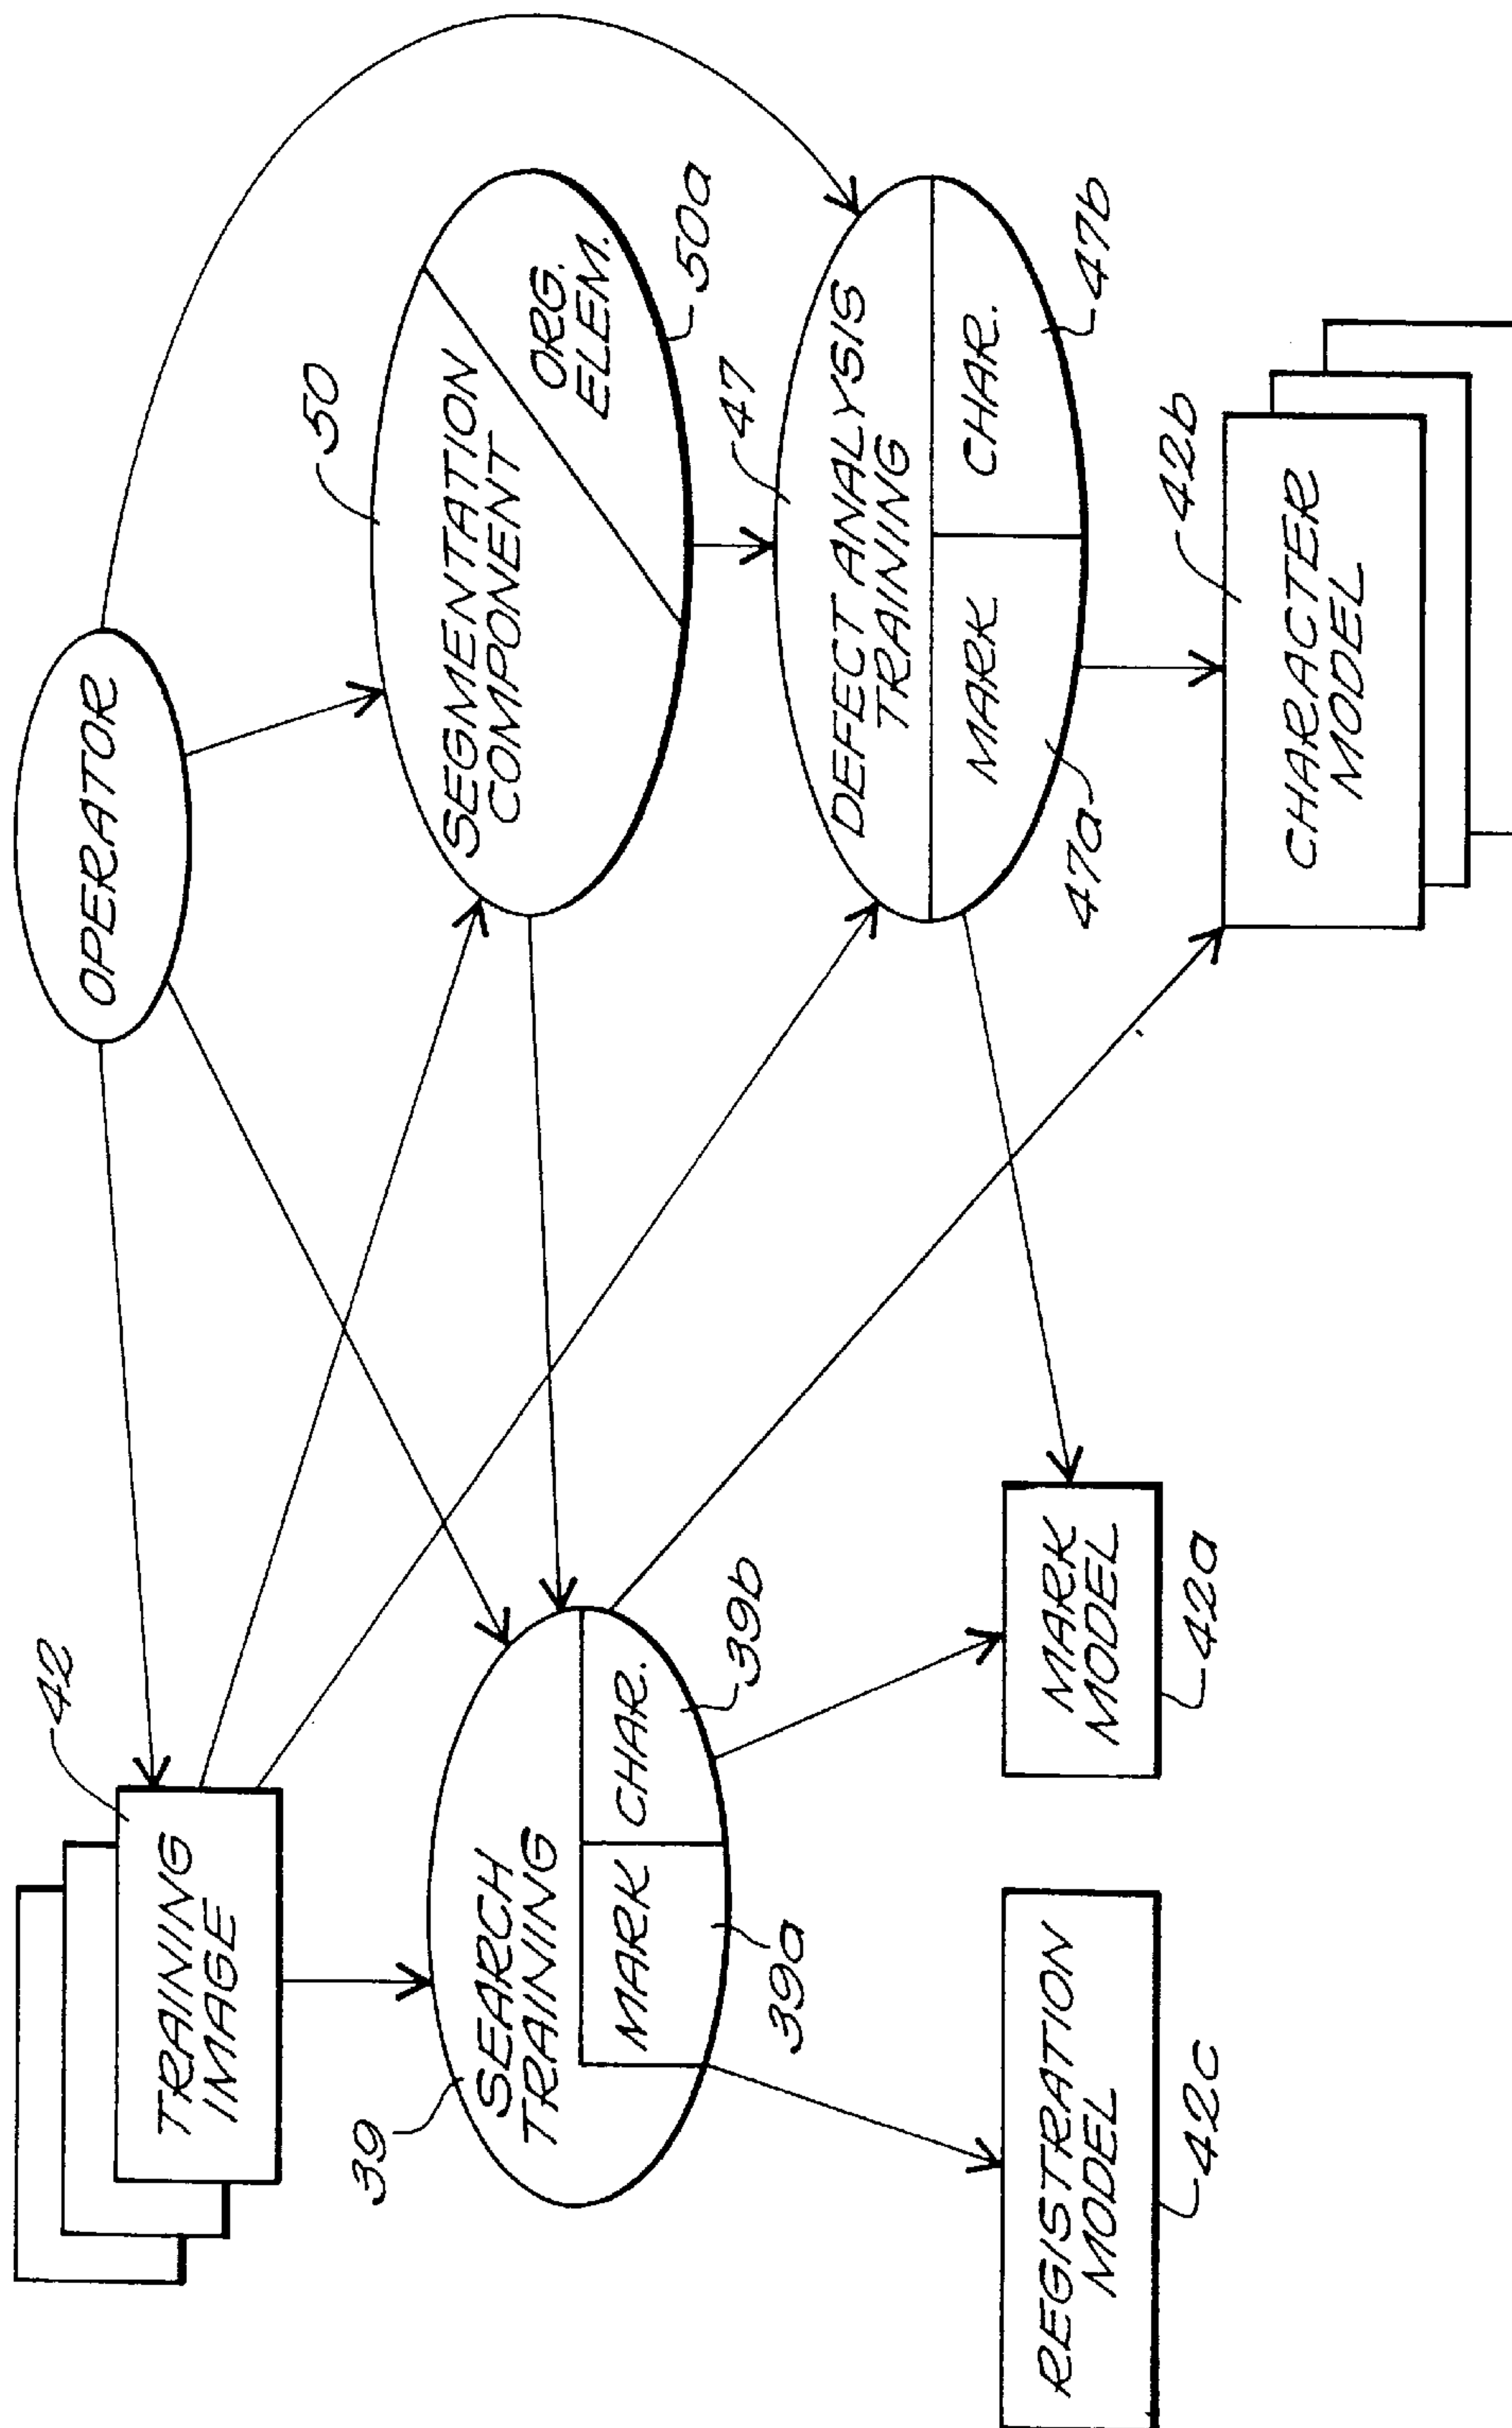 OPERATOR
42
TRAINING
IMAGE
50
SEGMENTATION
COMPONENT
ORG.
ELEM.
50a
39
SEARCH
TRAINING
MARK
CHAR.
39a
39b
47
DEFECT ANALYSIS
TRAINING
MARK
CHAR.
47a
47b
REGISTRATION
MODEL
42c
MARK
MODEL
42a
42b
CHARACTER
MODEL